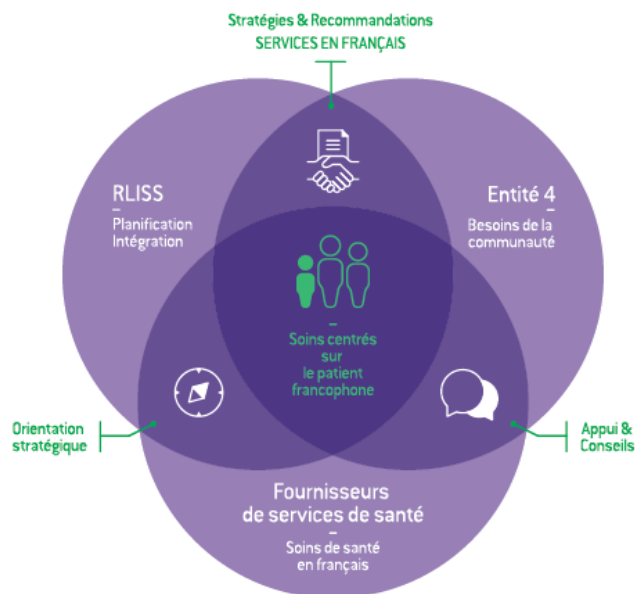 Stratégies & Recommandations
SERVICES EN FRANÇAIS
RLISS
Planification
Intégration
Entité 4
Besoins de la
communauté
Soins centrés
sur
le patient
francophone
Orientation
stratégique
Appui &
Conseils
Fournisseurs
de services de santé
Soins de santé
en français